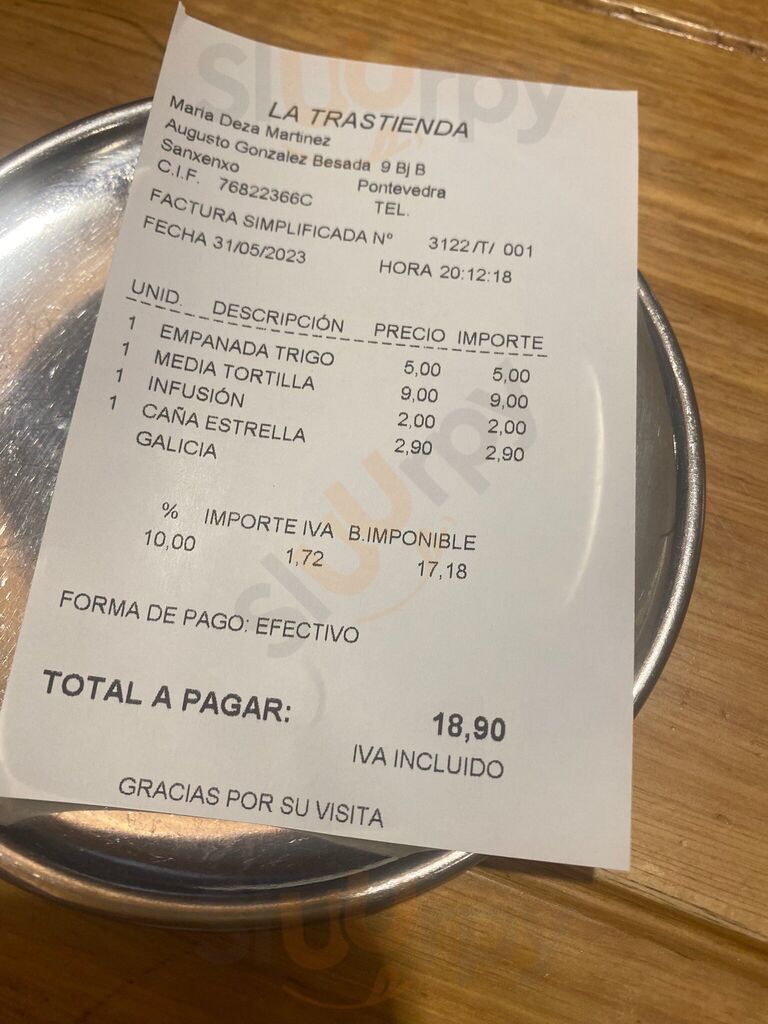 LA TRASTIENDA
Maria Deza Martinez
Augusto Gonzalez Besada 9 Bj B
Sanxenxo Pontevedra
C.I.F. 76822366C TEL.
FACTURA SIMPLIFICADA Nº 3122/T/ 001
FECHA 31/05/2023 HORA 20:12:18
UNID. DESCRIPCIÓN PRECIO IMPORTE
1 EMPANADA TRIGO 5,00 5,00
1 MEDIA TORTILLA 9,00 9,00
1 INFUSIÓN 2,00 2,00
1 CAÑA ESTRELLA 2,90 2,90
GALICIA
% IMPORTE IVA B.IMPONIBLE
10,00 1,72 17,18
FORMA DE PAGO: EFECTIVO
TOTAL A PAGAR: 18,90
IVA INCLUIDO
GRACIAS POR SU VISITA
sluurpy
sluurpy
sluurpy